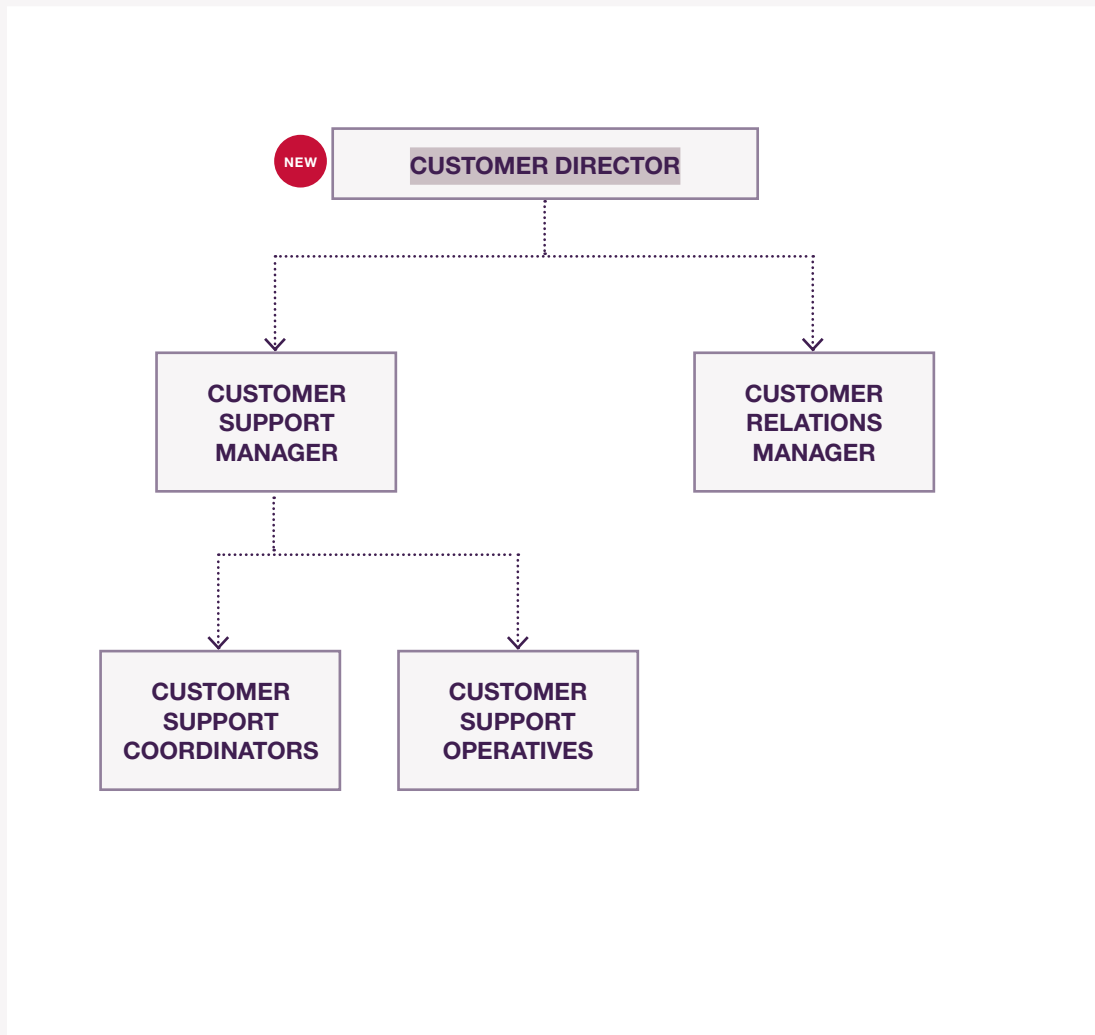 NEW
CUSTOMER DIRECTOR
CUSTOMER
SUPPORT
MANAGER
CUSTOMER
RELATIONS
MANAGER
CUSTOMER
SUPPORT
COORDINATORS
CUSTOMER
SUPPORT
OPERATIVES